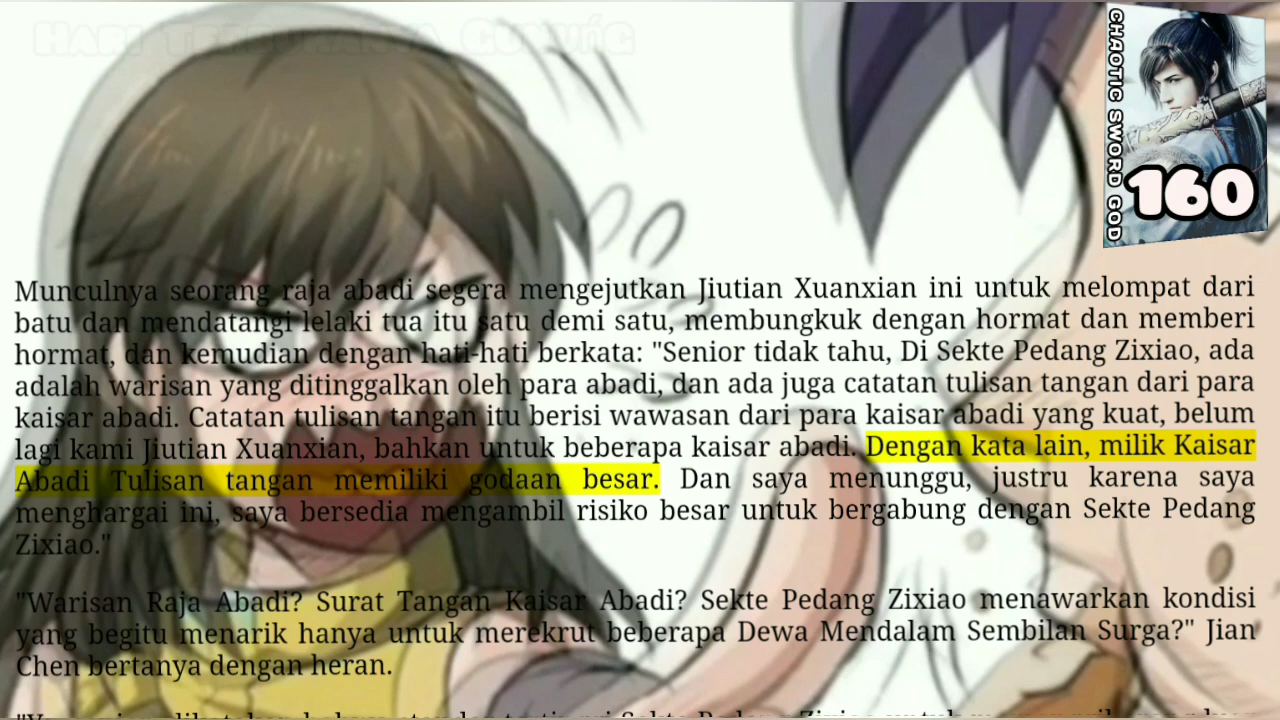 CHAOTIC SWORD GOD
160
Munculnya seorang raja abadi segera mengejutkan Jiutian Xuanxian ini untuk melompat dari
batu dan mendatangi lelaki tua itu satu demi satu, membungkuk dengan hormat dan memberi
hormat, dan kemudian dengan hati-hati berkata: "Senior tidak tahu, Di Sekte Pedang Zixiao, ada
adalah warisan yang ditinggalkan oleh para abadi, dan ada juga catatan tulisan tangan dari para
kaisar abadi. Catatan tulisan tangan itu berisi wawasan dari para kaisar abadi yang kuat, belum
lagi kami Jiutian Xuanxian, bahkan untuk beberapa kaisar abadi. Dengan kata lain, milik Kaisar
Abadi Tulisan tangan memiliki godaan besar. Dan saya menunggu, justru karena saya
menghargai ini, saya bersedia mengambil risiko besar untuk bergabung dengan Sekte Pedang
Zixiao."
"Warisan Raja Abadi? Surat Tangan Kaisar Abadi? Sekte Pedang Zixiao menawarkan kondisi
yang begitu menarik hanya untuk merekrut beberapa Dewa Mendalam Sembilan Surga?" Jian
Chen bertanya dengan heran.